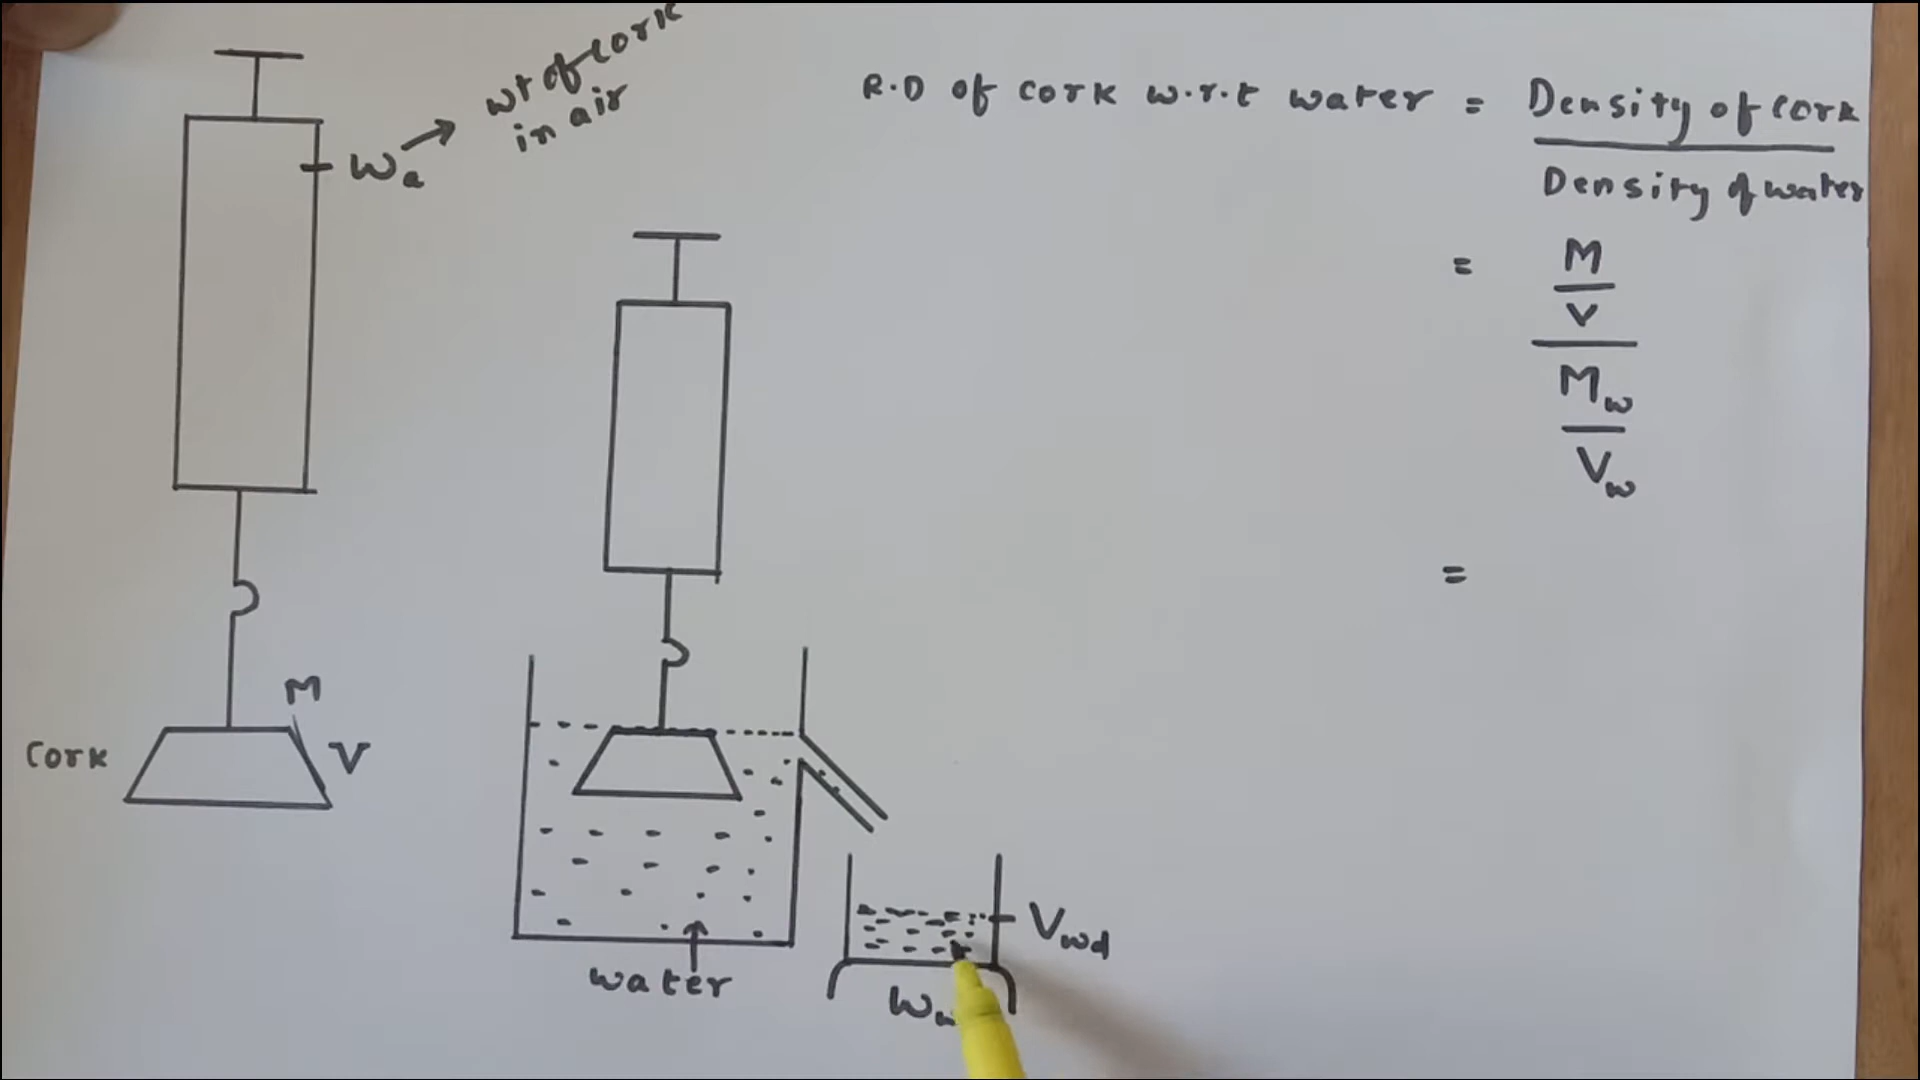 wt of cork
in air
Wa
R.D of cork w.r.t water = Density of cork
Density of water
= M
V
Mw
Vw
=
M
Cork V
water
Vwd